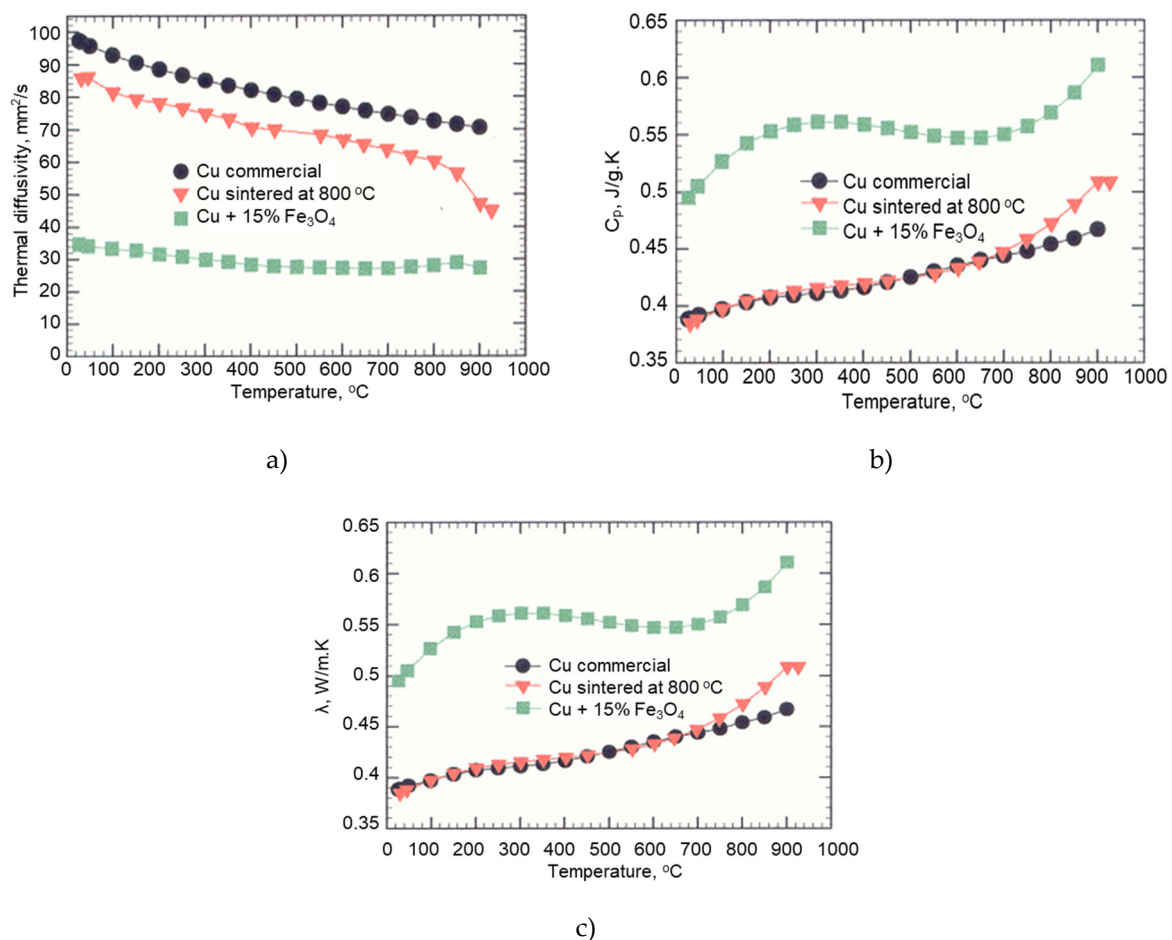 100
90
80
70
60
50
40
30
20
10
0
Thermal diffusivity, mm²/s
Cu commercial
Cu sintered at 800 °C
Cu + 15% Fe₃O₄
0 100 200 300 400 500 600 700 800 900 1000
Temperature, °C
a)
0.65
0.6
0.55
0.5
0.45
0.4
0.35
Cₚ, J/g.K
Cu commercial
Cu sintered at 800 °C
Cu + 15% Fe₃O₄
0 100 200 300 400 500 600 700 800 900 1000
Temperature, °C
b)
0.65
0.6
0.55
0.5
0.45
0.4
0.35
λ, W/m.K
Cu commercial
Cu sintered at 800 °C
Cu + 15% Fe₃O₄
0 100 200 300 400 500 600 700 800 900 1000
Temperature, °C
c)